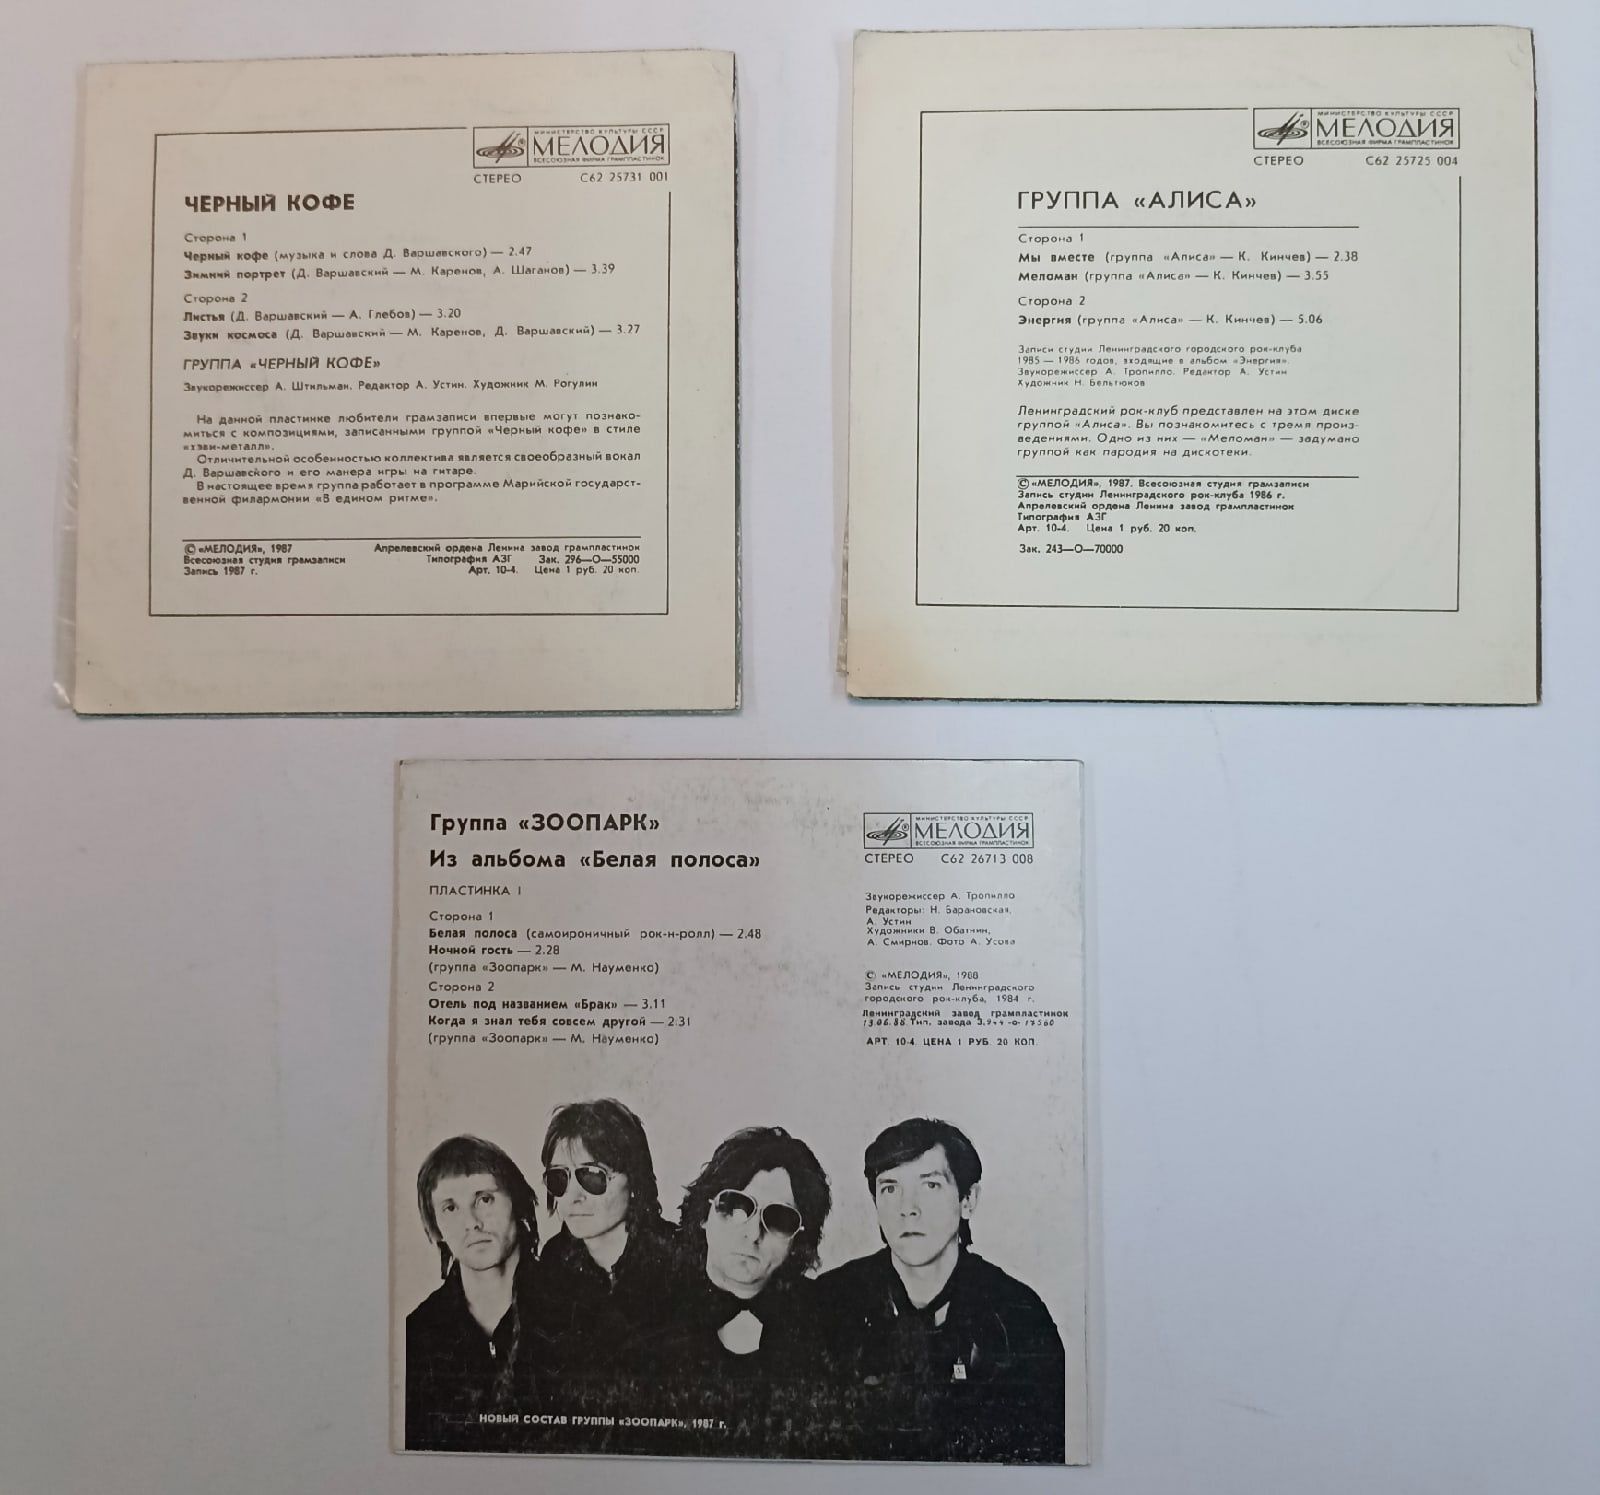 МИНИСТЕРСТВО КУЛЬТУРЫ СССР
МЕЛОДИЯ
ВСЕСОЮЗНАЯ ФИРМА ГРАМПЛАСТИНОК
СТЕРЕО С62 25731 001
ЧЕРНЫЙ КОФЕ
Сторона 1
Черный кофе (музыка и слова Д. Варшавского) — 2.47
Зимний портрет (Д. Варшавский — М. Каренов, А. Шаганов) — 3.39
Сторона 2
Листья (Д. Варшавский — А. Глебов) — 3.20
Звуки космоса (Д. Варшавский — М. Каренов, Д. Варшавский) — 3.27
ГРУППА «ЧЕРНЫЙ КОФЕ»
Звукорежиссер А. Штильман. Редактор А. Устин. Художник М. Рогулин
На данной пластинке любители грамзаписи впервые могут познако-
миться с композициями, записанными группой «Черный кофе» в стиле
«хэви-металл».
Отличительной особенностью коллектива является своеобразный вокал
Д. Варшавского и его манера игры на гитаре.
В настоящее время группа работает в программе Марийской государст-
венной филармонии «В едином ритме».
© «МЕЛОДИЯ», 1987 Апрелевский ордена Ленина завод грампластинок
Всесоюзная студия грамзаписи Типография АЗГ Зак. 296—О—55000
Запись 1987 г. Арт. 10-4. Цена 1 руб. 20 коп.
МИНИСТЕРСТВО КУЛЬТУРЫ СССР
МЕЛОДИЯ
ВСЕСОЮЗНАЯ ФИРМА ГРАМПЛАСТИНОК
СТЕРЕО С62 25725 004
ГРУППА «АЛИСА»
Сторона 1
Мы вместе (группа «Алиса» — К. Кинчев) — 2.38
Меломан (группа «Алиса» — К. Кинчев) — 3.55
Сторона 2
Энергия (группа «Алиса» — К. Кинчев) — 5.06
Записи студии Ленинградского городского рок-клуба
1985 — 1986 годов, входящие в альбом «Энергия».
Звукорежиссер А. Тропилло. Редактор А. Устин
Художник Н. Бельтюков
Ленинградский рок-клуб представлен на этом диске
группой «Алиса». Вы познакомитесь с тремя произ-
ведениями. Одно из них — «Меломан» — задумано
группой как пародия на дискотеки.
© «МЕЛОДИЯ», 1987. Всесоюзная студия грамзаписи
Запись студии Ленинградского рок-клуба 1986 г.
Апрелевский ордена Ленина завод грампластинок
Типография АЗГ
Арт. 10-4. Цена 1 руб. 20 коп.
Зак. 243—О—70000
Группа «ЗООПАРК»
Из альбома «Белая полоса»
ПЛАСТИНКА 1
Сторона 1
Белая полоса (самоироничный рок-н-ролл) — 2.48
Ночной гость — 2.28
(группа «Зоопарк» — М. Науменко)
Сторона 2
Отель под названием «Брак» — 3.11
Когда я знал тебя совсем другой — 2.31
(группа «Зоопарк» — М. Науменко)
МИНИСТЕРСТВО КУЛЬТУРЫ СССР
МЕЛОДИЯ
ВСЕСОЮЗНАЯ ФИРМА ГРАМПЛАСТИНОК
СТЕРЕО С62 26713 008
Звукорежиссер А. Тропилло
Редакторы: Н. Барановская,
А. Устин
Художники В. Обатнин,
А. Смирнов. Фото А. Усова
© «МЕЛОДИЯ», 1988
Запись студии Ленинградского
городского рок-клуба, 1984 г.
Ленинградский завод грампластинок
13.06.88. Тип. завода
АРТ. 10-4. ЦЕНА 1 РУБ. 20 КОП.
НОВЫЙ СОСТАВ ГРУППЫ «ЗООПАРК», 1987 г.